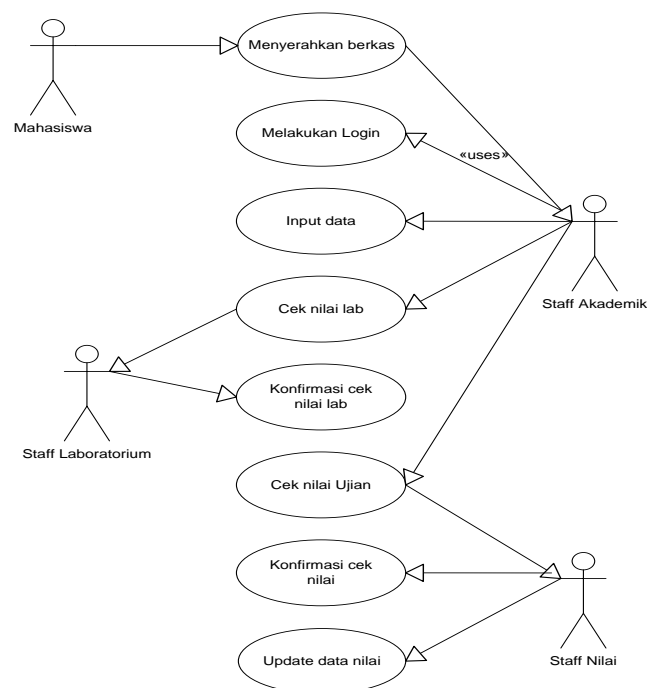 Menyerahkan berkas
Mahasiswa
Melakukan Login
«uses»
Input data
Staff Akademik
Cek nilai lab
Konfirmasi cek
nilai lab
Staff Laboratorium
Cek nilai Ujian
Konfirmasi cek
nilai
Update data nilai
Staff Nilai